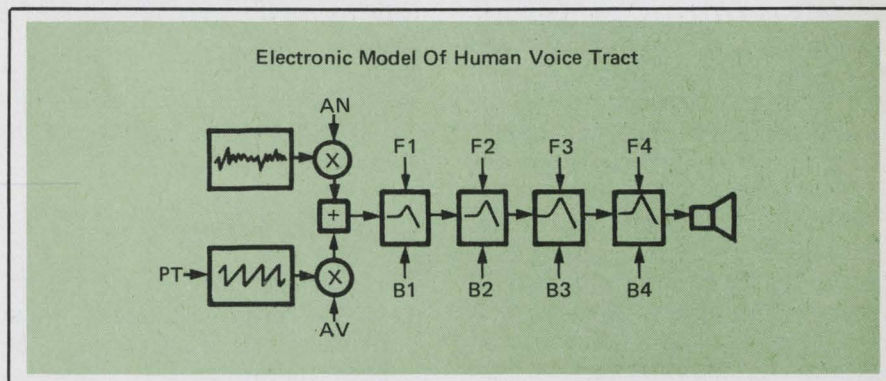 Electronic Model Of Human Voice Tract
AN
F1 F2 F3 F4
X
+
PT
X
B1 B2 B3 B4
AV